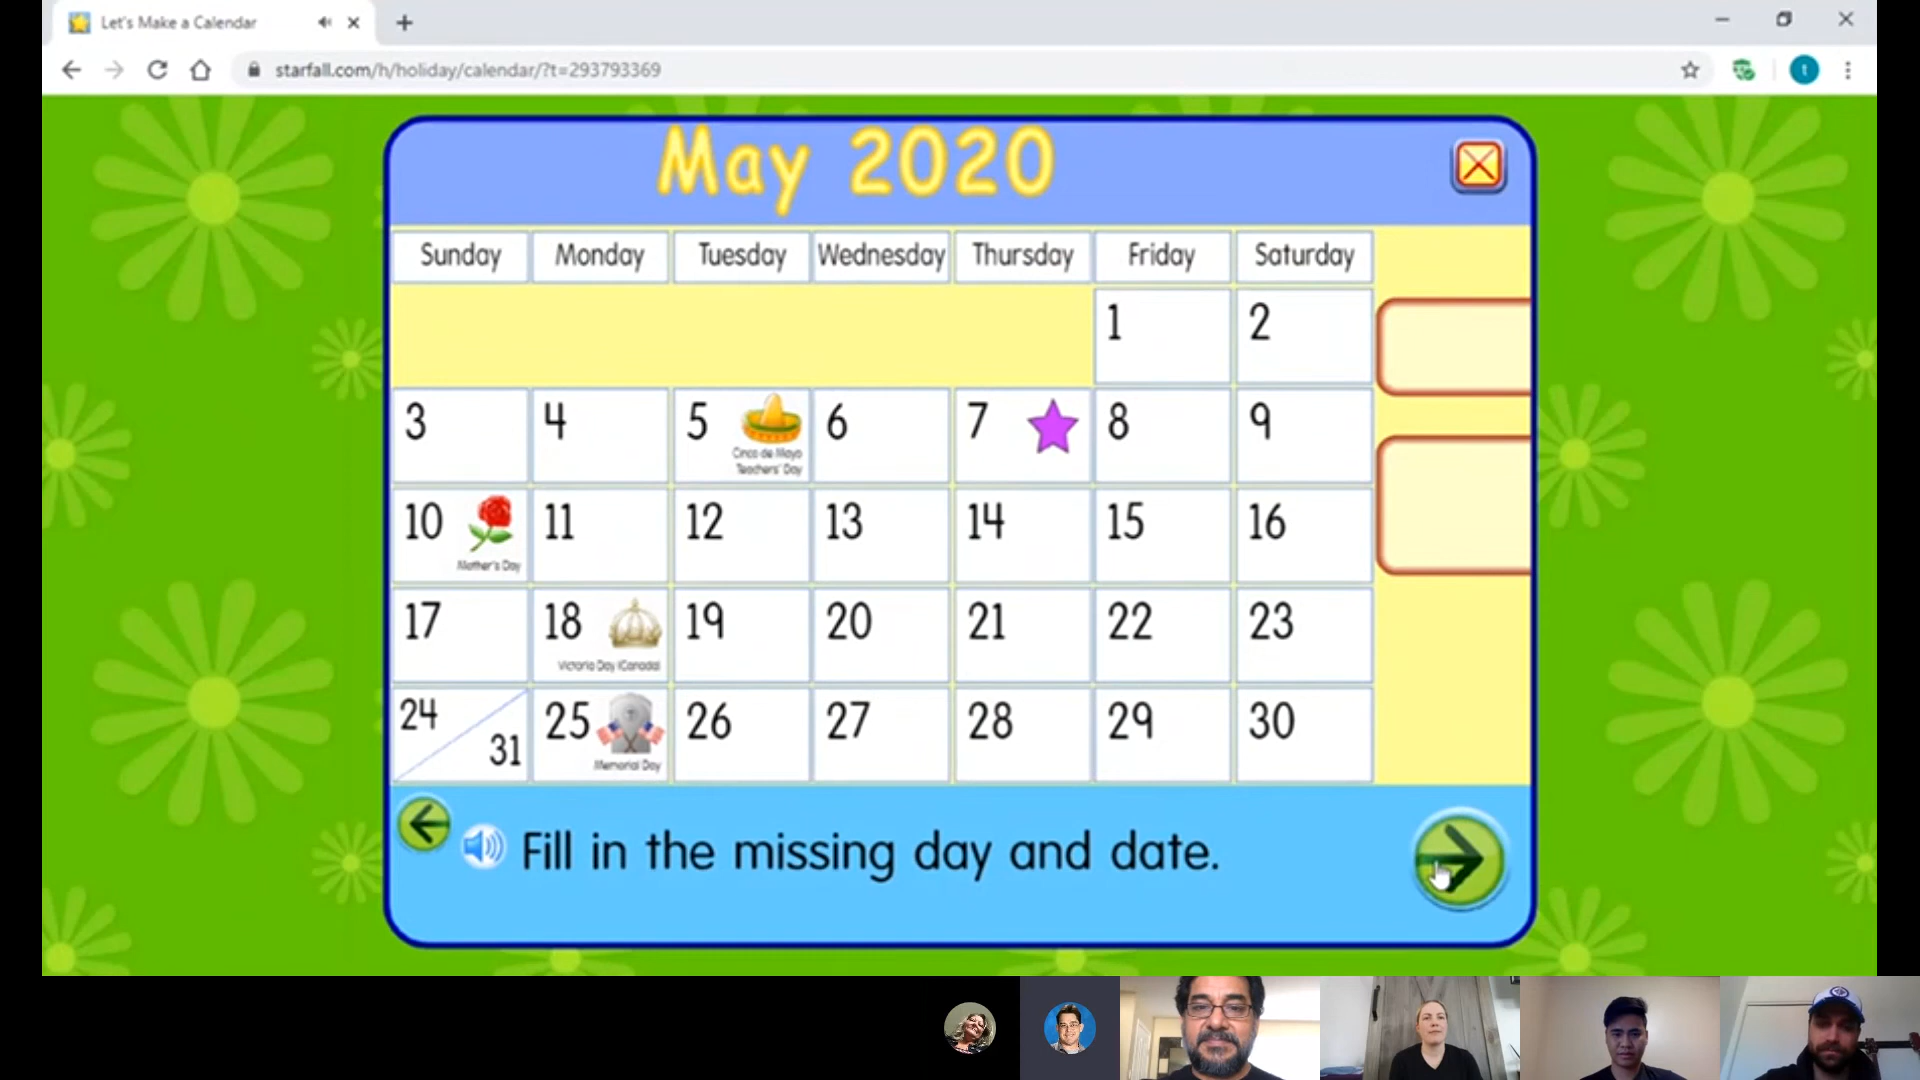 Let's Make a Calendar
starfall.com/h/holiday/calendar/?t=293793369
t
May 2020
Sunday Monday Tuesday Wednesday Thursday Friday Saturday
1 2
3 4 5 6 7 8 9
Cinco de Mayo
Teachers' Day
10 11 12 13 14 15 16
Mother's Day
17 18 19 20 21 22 23
Victoria Day (Canada)
24 31 25 26 27 28 29 30
Memorial Day
Fill in the missing day and date.